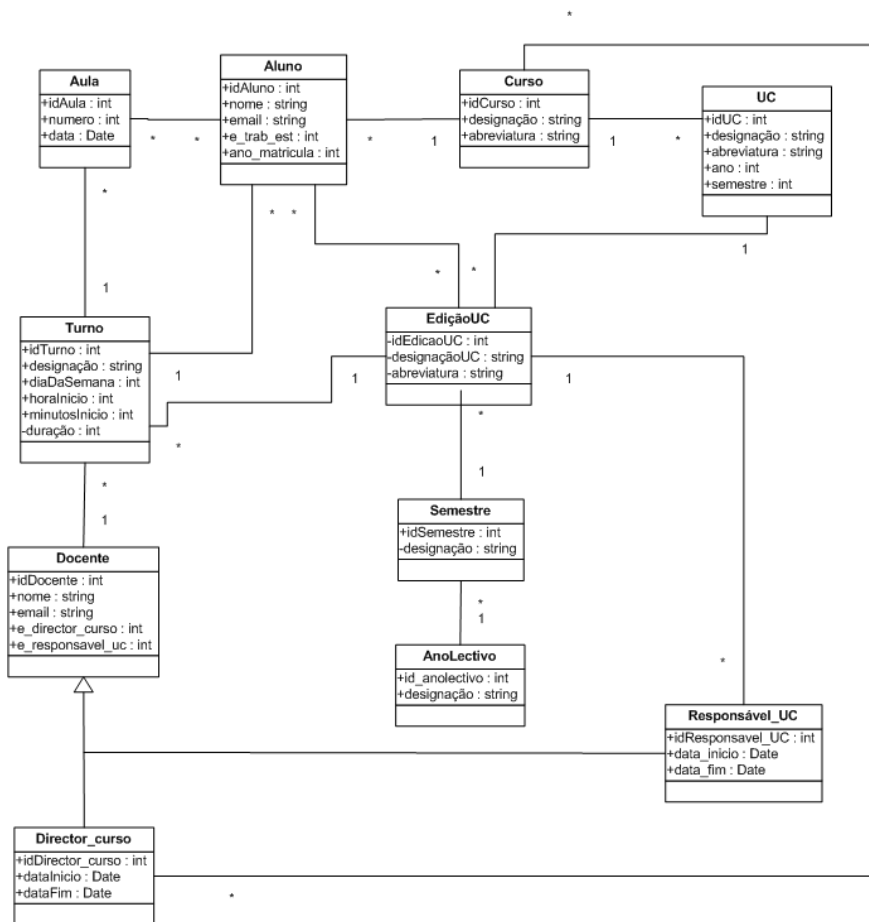 *
Aula
+idAula : int
+numero : int
+data : Date
Aluno
+idAluno : int
+nome : string
+email : string
+e_trab_est : int
+ano_matricula : int
Curso
+idCurso : int
+designação : string
+abreviatura : string
UC
+idUC : int
+designação : string
+abreviatura : string
+ano : int
+semestre : int
* *
* 1
1 *
*
1
* *
* *
1
Turno
+idTurno : int
+designação : string
+diaDaSemana : int
+horaInicio : int
+minutosInicio : int
-duração : int
1
1
*
EdiçãoUC
-idEdicaoUC : int
-designaçãoUC : string
-abreviatura : string
1
*
1
*
1
Semestre
+idSemestre : int
-designação : string
*
1
Docente
+idDocente : int
+nome : string
+email : string
+e_director_curso : int
+e_responsavel_uc : int
AnoLectivo
+id_anolectivo : int
+designação : string
*
Responsável_UC
+idResponsavel_UC : int
+data_inicio : Date
+data_fim : Date
Director_curso
+idDirector_curso : int
+dataInicio : Date
+dataFim : Date
*